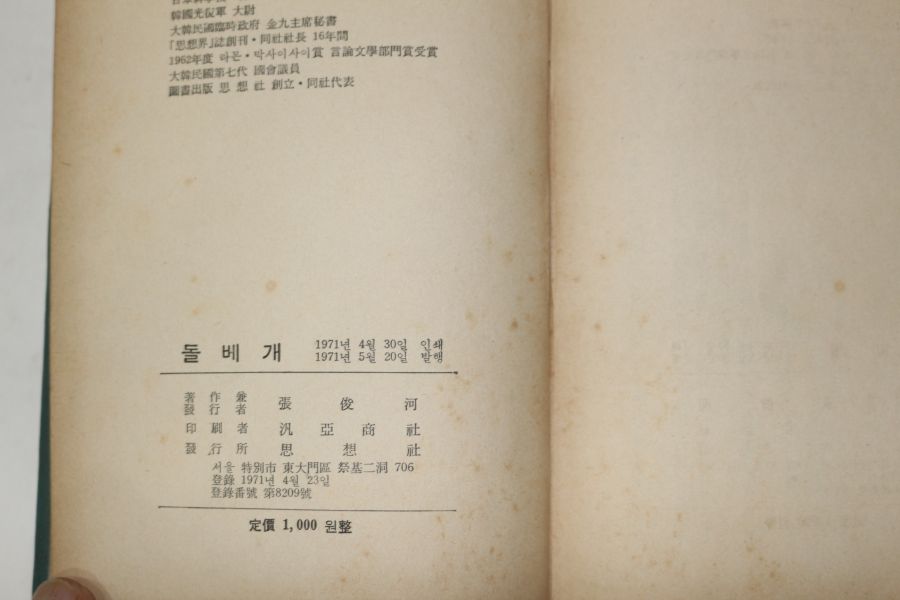 韓國光復軍 大尉
大韓民國臨時政府 金九主席秘書
「思想界」誌創刊・同社社長 16年間
1962年度 막사이사이賞 言論文學部門賞受賞
大韓民國第七代 國會議員
圖書出版 思想社 創立・同社代表
돌베개
1971년 4월 30일 인쇄
1971년 5월 20일 발행
著作兼
發行者 張俊河
印刷者 汎亞商社
發行所 思想社
서울 特別市 東大門區 祭基二洞 706
登錄 1971년 4월 23일
登錄番號 第8209號
定價 1,000 원整